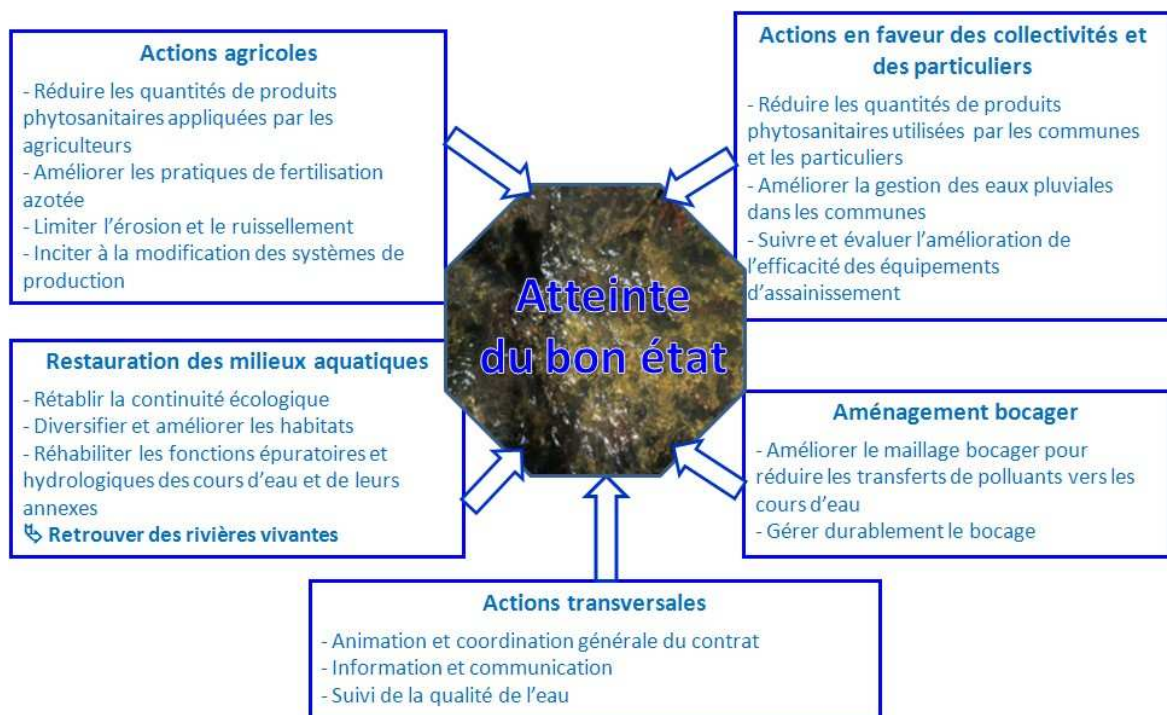 Actions agricoles
- Réduire les quantités de produits
phytosanitaires appliquées par les
agriculteurs
- Améliorer les pratiques de fertilisation
azotée
- Limiter l'érosion et le ruissellement
- Inciter à la modification des systèmes de
production
Actions en faveur des collectivités et
des particuliers
- Réduire les quantités de produits
phytosanitaires utilisées par les communes
et les particuliers
- Améliorer la gestion des eaux pluviales
dans les communes
- Suivre et évaluer l'amélioration de
l'efficacité des équipements
d'assainissement
Atteinte
du bon état
Restauration des milieux aquatiques
- Rétablir la continuité écologique
- Diversifier et améliorer les habitats
- Réhabiliter les fonctions épuratoires et
hydrologiques des cours d'eau et de leurs
annexes
Retrouver des rivières vivantes
Aménagement bocager
- Améliorer le maillage bocager pour
réduire les transferts de polluants vers les
cours d'eau
- Gérer durablement le bocage
Actions transversales
- Animation et coordination générale du contrat
- Information et communication
- Suivi de la qualité de l'eau